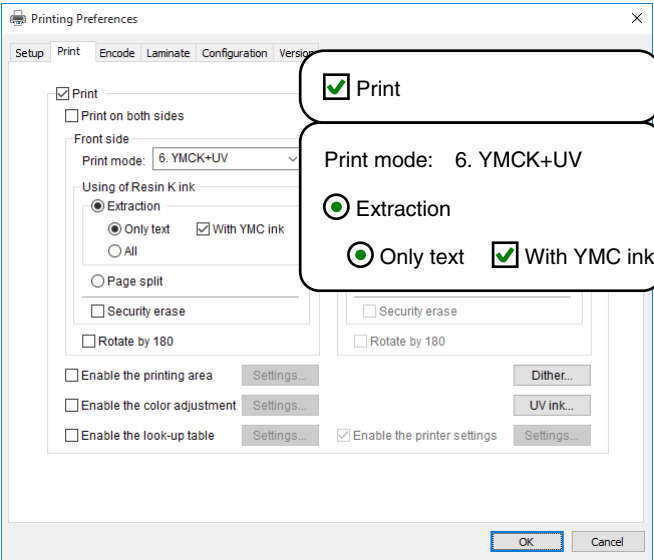 Printing Preferences
Setup Print Encode Laminate Configuration Version
Print
Print on both sides
Front side
Print mode: 6. YMCK+UV
Using of Resin K ink
Extraction
Only text With YMC ink
All
Page split
Security erase
Rotate by 180
Print
Print mode: 6. YMCK+UV
Extraction
Only text With YMC ink
Security erase
Rotate by 180
Enable the printing area Settings... Dither...
Enable the color adjustment Settings... UV ink...
Enable the look-up table Settings... Enable the printer settings Settings...
OK Cancel